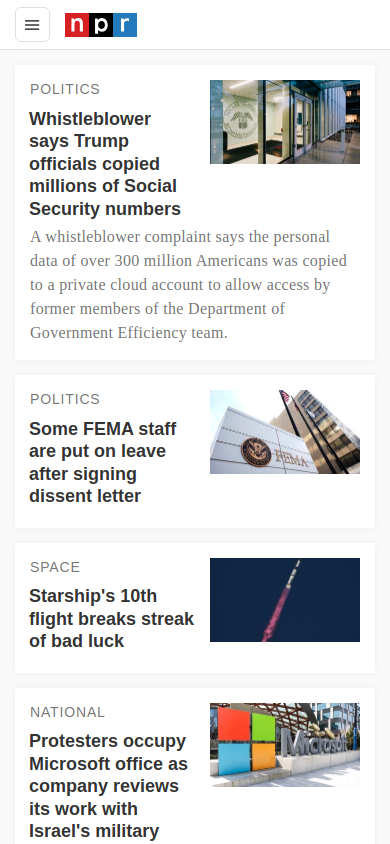 npr
POLITICS
Whistleblower
says Trump
officials copied
millions of Social
Security numbers
A whistleblower complaint says the personal
data of over 300 million Americans was copied
to a private cloud account to allow access by
former members of the Department of
Government Efficiency team.
POLITICS
Some FEMA staff
are put on leave
after signing
dissent letter
FEMA
SPACE
Starship's 10th
flight breaks streak
of bad luck
NATIONAL
Protesters occupy
Microsoft office as
company reviews
its work with
Israel's military
Microsoft